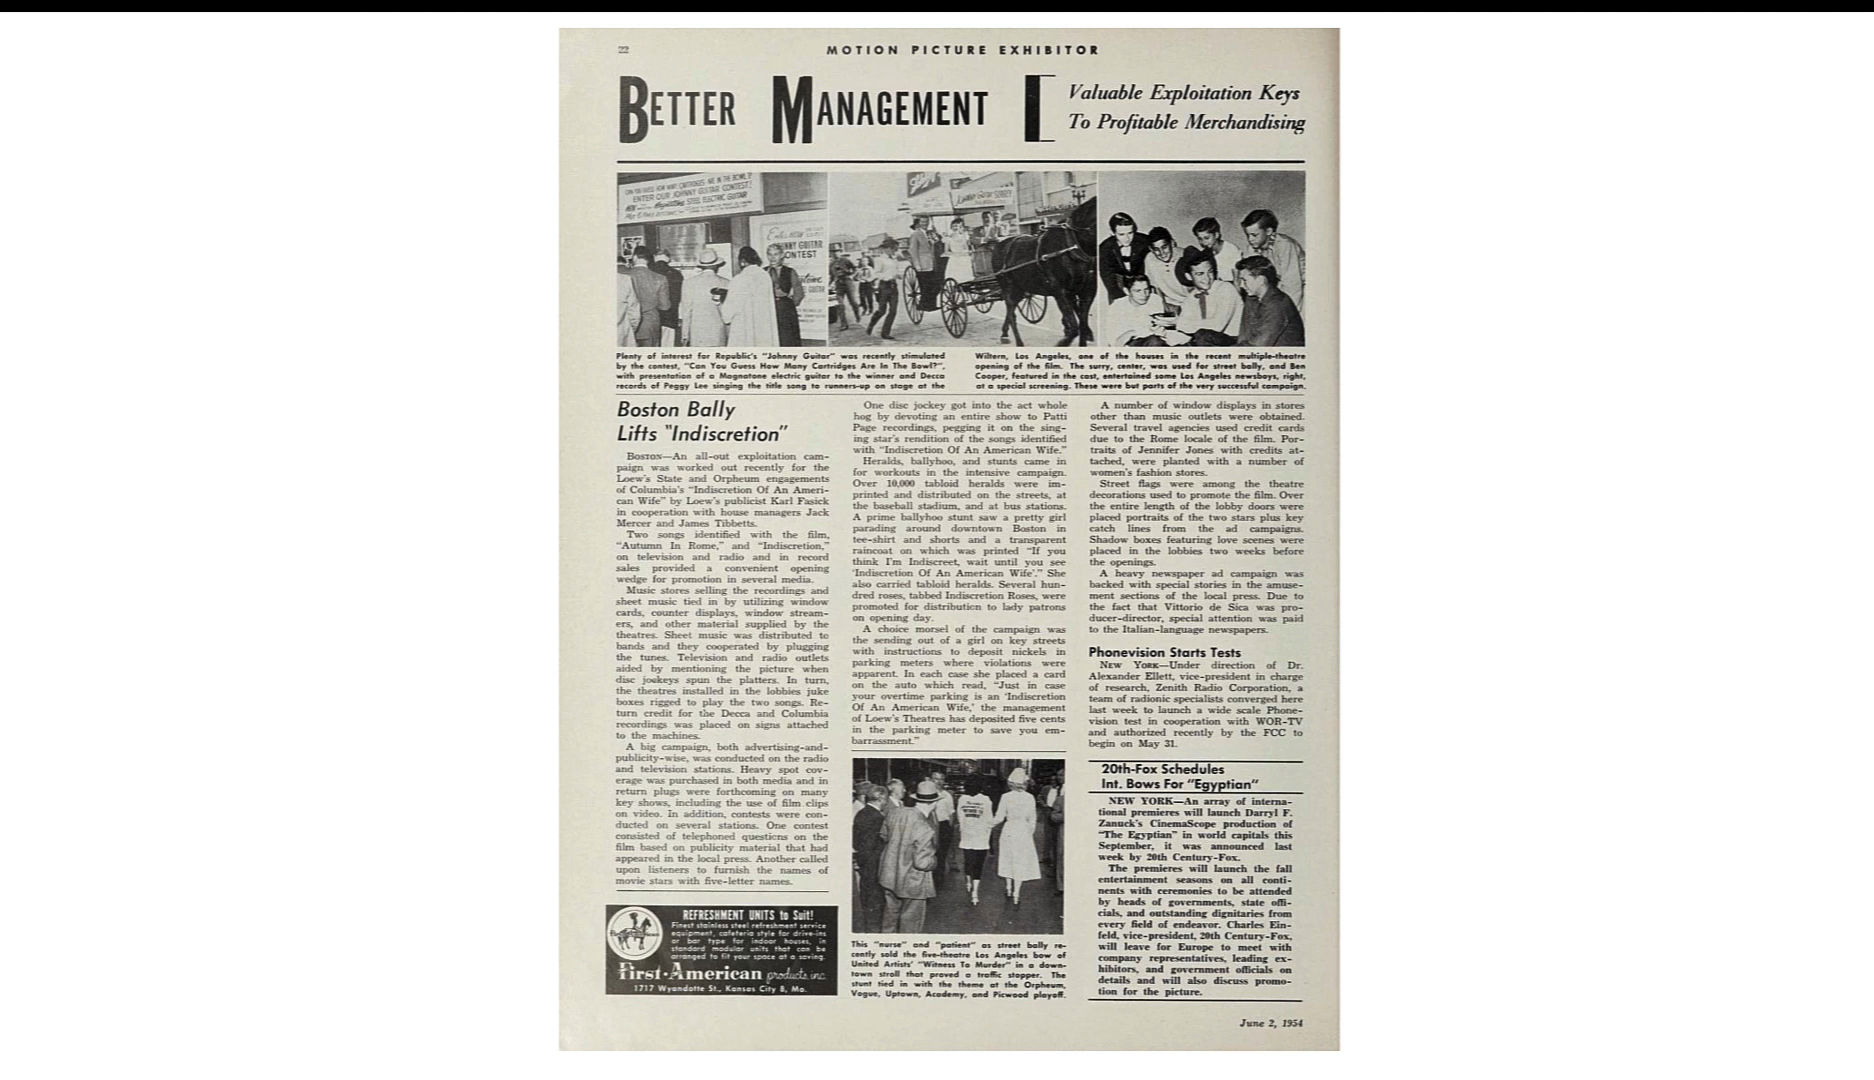 22
MOTION PICTURE EXHIBITOR
BETTER MANAGEMENT
Valuable Exploitation Keys
To Profitable Merchandising
CAN YOU GUESS HOW MANY CARTRIDGES ARE IN THE BOWL?
ENTER OUR JOHNNY GUITAR CONTEST!
STEEL ELECTRIC GUITAR
JOHNNY GUITAR
CONTEST
Plenty of interest for Republic's "Johnny Guitar" was recently stimulated
by the contest, "Can You Guess How Many Cartridges Are In The Bowl?",
with presentation of a Magnatone electric guitar to the winner and Decca
records of Peggy Lee singing the title song to runners-up on stage at the
Wiltern, Los Angeles, one of the houses in the recent multiple-theatre
opening of the film. The surry, center, was used for street bally, and Ben
Cooper, featured in the cast, entertained some Los Angeles newsboys, right,
at a special screening. These were but parts of the very successful campaign.
Boston Bally
Lifts "Indiscretion"
BOSTON—An all-out exploitation cam-
paign was worked out recently for the
Loew's State and Orpheum engagements
of Columbia's "Indiscretion Of An Ameri-
can Wife" by Loew's publicist Karl Fasick
in cooperation with house managers Jack
Mercer and James Tibbetts.
Two songs identified with the film,
"Autumn In Rome," and "Indiscretion,"
on television and radio and in record
sales provided a convenient opening
wedge for promotion in several media.
Music stores selling the recordings and
sheet music tied in by utilizing window
cards, counter displays, window stream-
ers, and other material supplied by the
theatres. Sheet music was distributed to
bands and they cooperated by plugging
the tunes. Television and radio outlets
aided by mentioning the picture when
disc jockeys spun the platters. In turn,
the theatres installed in the lobbies juke
boxes rigged to play the two songs. Re-
turn credit for the Decca and Columbia
recordings was placed on signs attached
to the machines.
A big campaign, both advertising-and-
publicity-wise, was conducted on the radio
and television stations. Heavy spot cov-
erage was purchased in both media and in
return plugs were forthcoming on many
key shows, including the use of film clips
on video. In addition, contests were con-
ducted on several stations. One contest
consisted of telephoned questions on the
film based on publicity material that had
appeared in the local press. Another called
upon listeners to furnish the names of
movie stars with five-letter names.
REFRESHMENT UNITS to Suit!
Finest stainless steel refreshment service
equipment, cafeteria style for drive-ins
or bar type for indoor houses, in
standard modular units that can be
arranged to fit your space at a saving.
First-American products, inc.
1717 Wyandotte St., Kansas City 8, Mo.
One disc jockey got into the act whole
hog by devoting an entire show to Patti
Page recordings, pegging it on the sing-
ing star's rendition of the songs identified
with "Indiscretion Of An American Wife."
Heralds, ballyhoo, and stunts came in
for workouts in the intensive campaign.
Over 10,000 tabloid heralds were im-
printed and distributed on the streets, at
the baseball stadium, and at bus stations.
A prime ballyhoo stunt saw a pretty girl
parading around downtown Boston in
tee-shirt and shorts and a transparent
raincoat on which was printed "If you
think I'm Indiscreet, wait until you see
'Indiscretion Of An American Wife'." She
also carried tabloid heralds. Several hun-
dred roses, tabbed Indiscretion Roses, were
promoted for distribution to lady patrons
on opening day.
A choice morsel of the campaign was
the sending out of a girl on key streets
with instructions to deposit nickels in
parking meters where violations were
apparent. In each case she placed a card
on the auto which read, "Just in case
your overtime parking is an 'Indiscretion
Of An American Wife,' the management
of Loew's Theatres has deposited five cents
in the parking meter to save you em-
barrassment."
This "nurse" and "patient" as street bally re-
cently sold the five-theatre Los Angeles bow of
United Artists' "Witness To Murder" in a down-
town stroll that proved a traffic stopper. The
stunt tied in with the theme at the Orpheum,
Vogue, Uptown, Academy, and Picwood playoff.
A number of window displays in stores
other than music outlets were obtained.
Several travel agencies used credit cards
due to the Rome locale of the film. Por-
traits of Jennifer Jones with credits at-
tached, were planted with a number of
women's fashion stores.
Street flags were among the theatre
decorations used to promote the film. Over
the entire length of the lobby doors were
placed portraits of the two stars plus key
catch lines from the ad campaigns.
Shadow boxes featuring love scenes were
placed in the lobbies two weeks before
the openings.
A heavy newspaper ad campaign was
backed with special stories in the amuse-
ment sections of the local press. Due to
the fact that Vittorio de Sica was pro-
ducer-director, special attention was paid
to the Italian-language newspapers.
Phonevision Starts Tests
NEW YORK—Under direction of Dr.
Alexander Ellett, vice-president in charge
of research, Zenith Radio Corporation, a
team of radionic specialists converged here
last week to launch a wide scale Phone-
vision test in cooperation with WOR-TV
and authorized recently by the FCC to
begin on May 31.
20th-Fox Schedules
Int. Bows For "Egyptian"
NEW YORK—An array of interna-
tional premieres will launch Darryl F.
Zanuck's CinemaScope production of
"The Egyptian" in world capitals this
September, it was announced last
week by 20th Century-Fox.
The premieres will launch the fall
entertainment seasons on all conti-
nents with ceremonies to be attended
by heads of governments, state offi-
cials, and outstanding dignitaries from
every field of endeavor. Charles Ein-
feld, vice-president, 20th Century-Fox,
will leave for Europe to meet with
company representatives, leading ex-
hibitors, and government officials on
details and will also discuss promo-
tion for the picture.
June 2, 1954